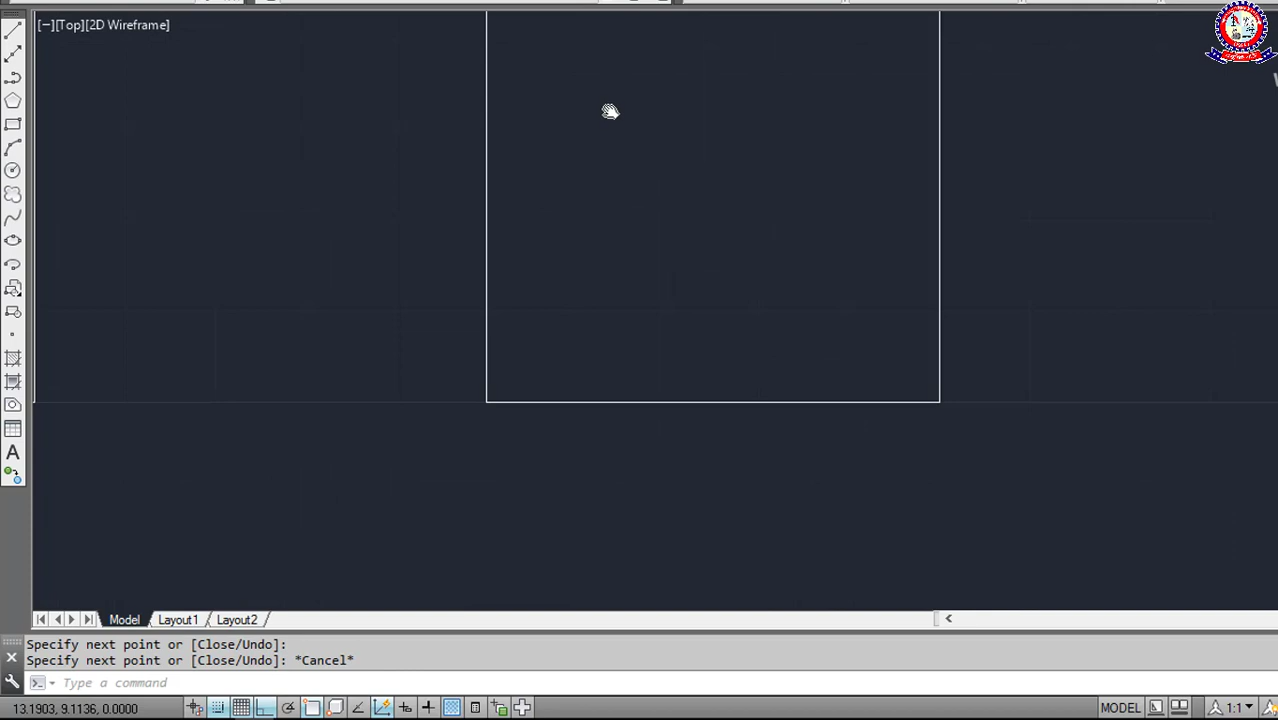 [−][Top][2D Wireframe]
A
Model
Layout1
Layout2
Specify next point or [Close/Undo]:
Specify next point or [Close/Undo]: *Cancel*
Type a command
13.1903, 9.1136, 0.0000
MODEL
1:1